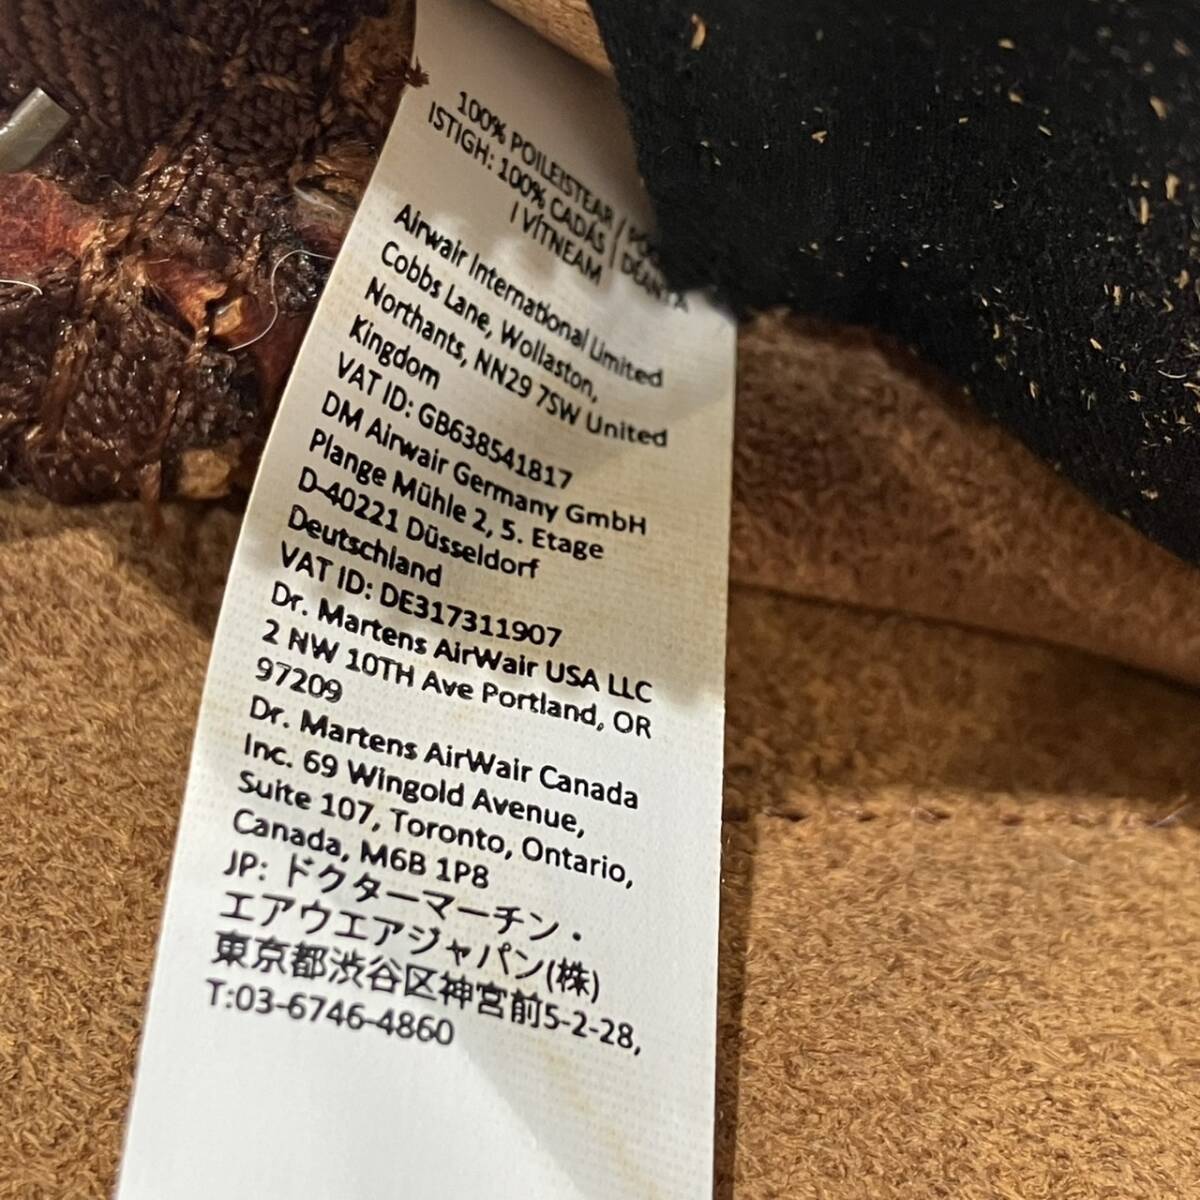 100% POILEISTEAR /
ISTIGH: 100% CADÁS
I VÍTNEAM
Airwair International Limited
Cobbs Lane, Wollaston,
Northants, NN29 7SW United
Kingdom
VAT ID: GB638541817
DM Airwair Germany GmbH
Plange Mühle 2, 5. Etage
D-40221 Düsseldorf
Deutschland
VAT ID: DE317311907
Dr. Martens AirWair USA LLC
2 NW 10TH Ave Portland, OR
97209
Dr. Martens AirWair Canada
Inc. 69 Wingold Avenue,
Suite 107, Toronto, Ontario,
Canada, M6B 1P8
JP: ドクターマーチン・
エアウエアジャパン(株)
東京都渋谷区神宮前5-2-28,
T:03-6746-4860